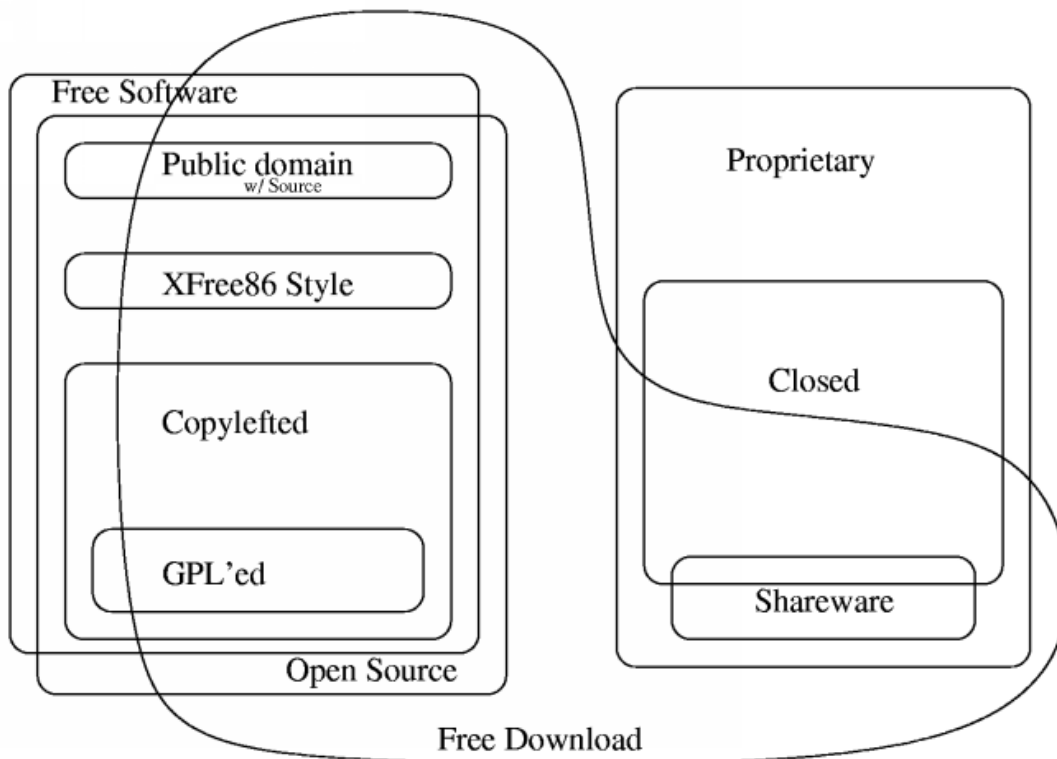 Free Software
Public domain
w/ Source
XFree86 Style
Copylefted
GPL'ed
Open Source
Proprietary
Closed
Shareware
Free Download